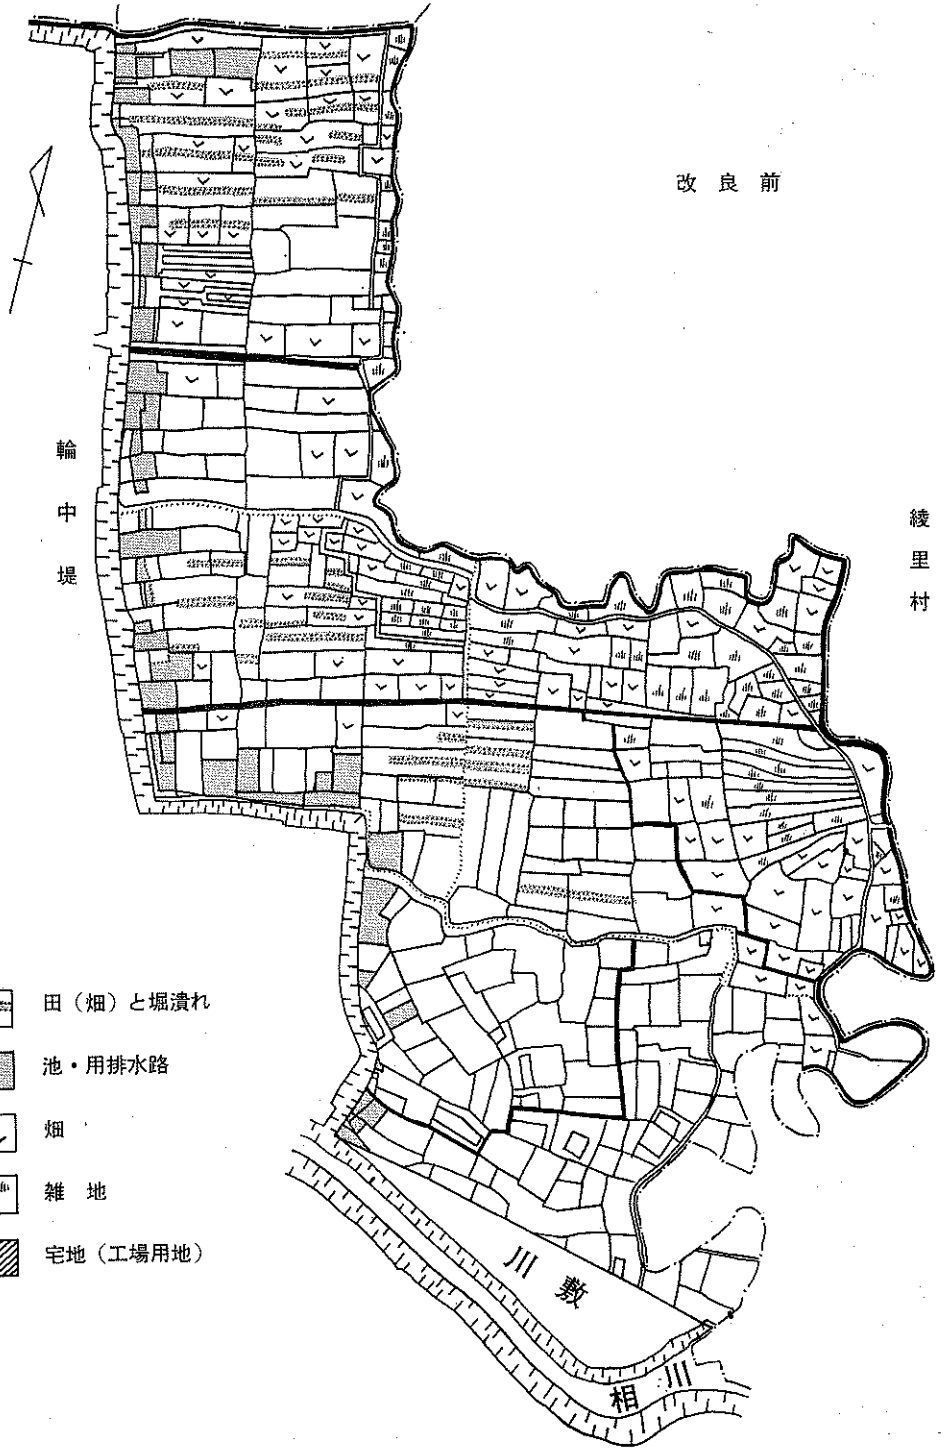 改良前
輪中堤
綾里村
田（畑）と堀潰れ
池・用排水路
畑
雑地
宅地（工場用地）
川敷
相川